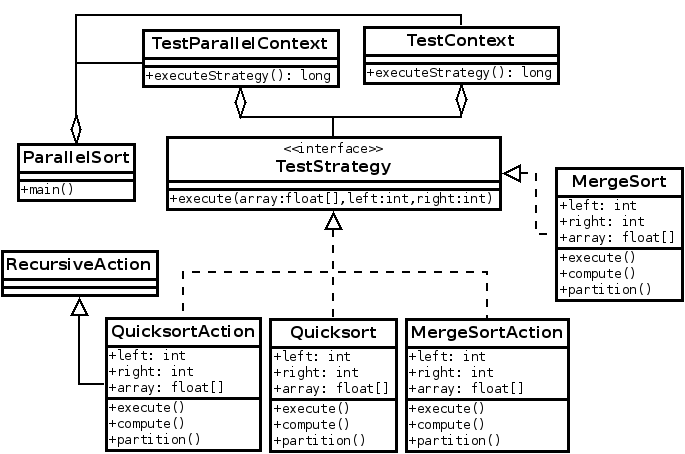 TestParallelContext
+executeStrategy(): long
TestContext
+executeStrategy(): long
ParallelSort
+main()
<<interface>>
TestStrategy
+execute(array:float[],left:int,right:int)
MergeSort
+left: int
+right: int
+array: float[]
+execute()
+compute()
+partition()
RecursiveAction
QuicksortAction
+left: int
+right: int
+array: float[]
+execute()
+compute()
+partition()
Quicksort
+left: int
+right: int
+array: float[]
+execute()
+compute()
+partition()
MergeSortAction
+left: int
+right: int
+array: float[]
+execute()
+compute()
+partition()